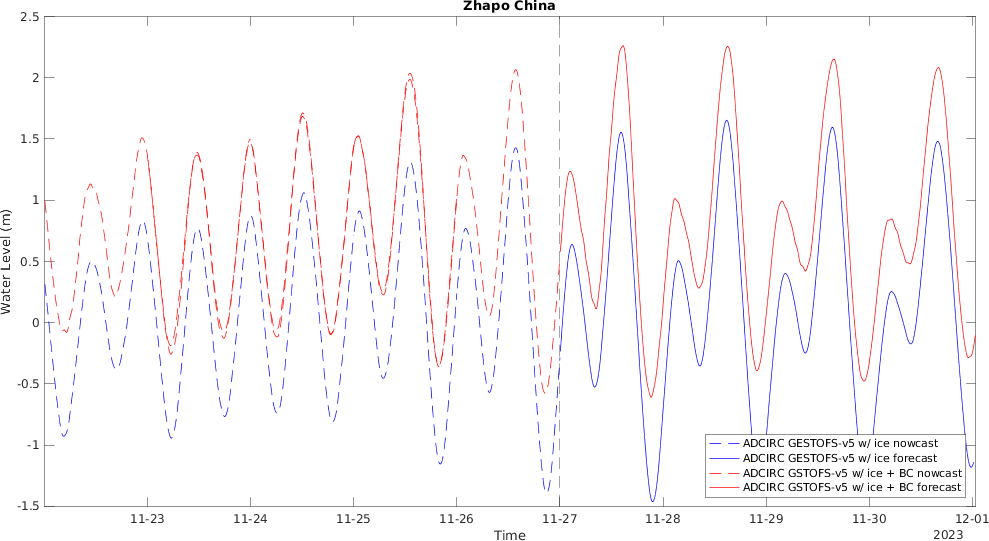 Zhapo China
Water Level (m)
2.5
2
1.5
1
0.5
0
-0.5
-1
-1.5
ADCIRC GESTOFS-v5 w/ ice nowcast
ADCIRC GESTOFS-v5 w/ ice forecast
ADCIRC GSTOFS-v5 w/ ice + BC nowcast
ADCIRC GSTOFS-v5 w/ ice + BC forecast
11-23 11-24 11-25 11-26 11-27 11-28 11-29 11-30 12-01
Time
2023